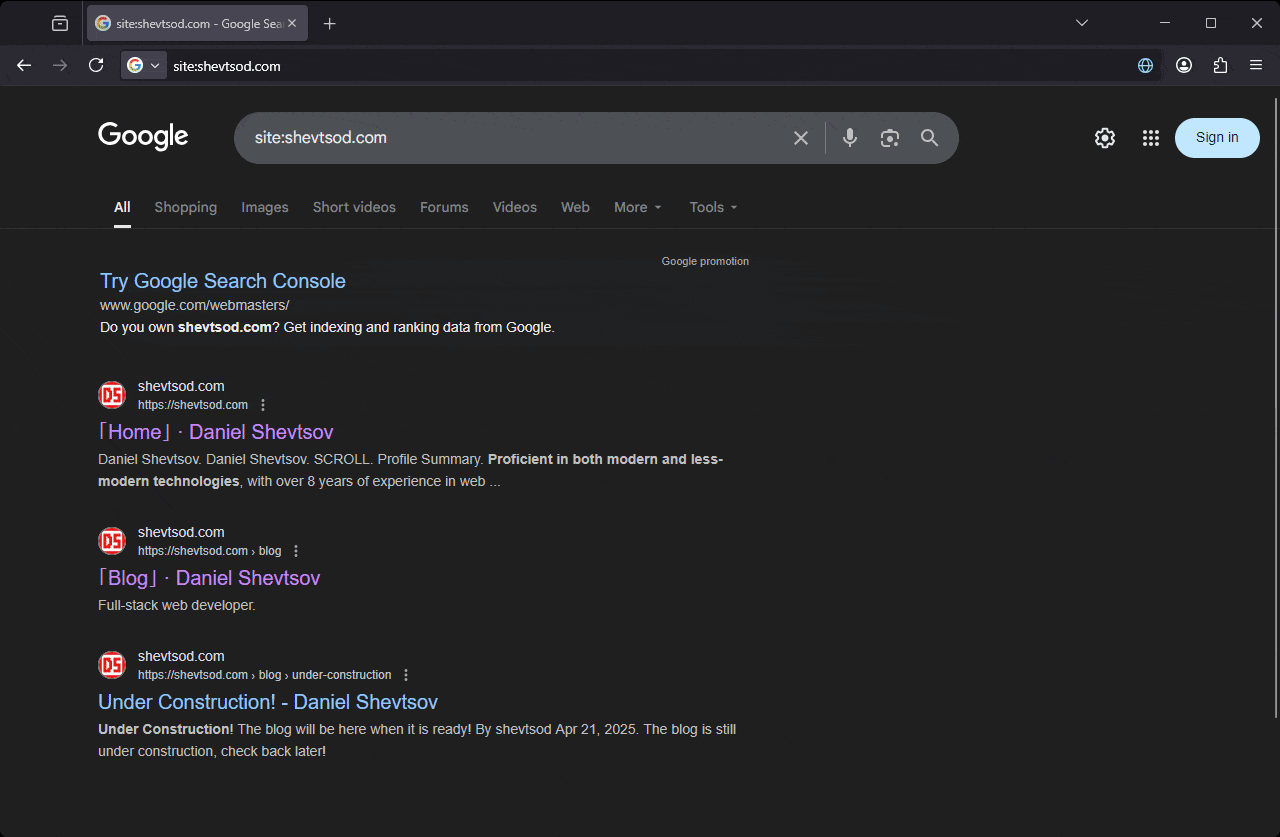 site:shevtsod.com - Google Sea
site:shevtsod.com
Google
site:shevtsod.com
Sign in
All Shopping Images Short videos Forums Videos Web More Tools
Google promotion
Try Google Search Console
www.google.com/webmasters/
Do you own shevtsod.com? Get indexing and ranking data from Google.
DS shevtsod.com
https://shevtsod.com
「Home」 · Daniel Shevtsov
Daniel Shevtsov. Daniel Shevtsov. SCROLL. Profile Summary. Proficient in both modern and less-
modern technologies, with over 8 years of experience in web ...
DS shevtsod.com
https://shevtsod.com › blog
「Blog」 · Daniel Shevtsov
Full-stack web developer.
DS shevtsod.com
https://shevtsod.com › blog › under-construction
Under Construction! - Daniel Shevtsov
Under Construction! The blog will be here when it is ready! By shevtsod Apr 21, 2025. The blog is still
under construction, check back later!